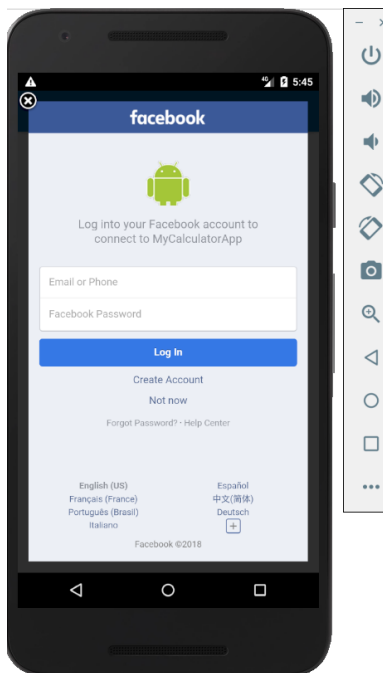 4G 5:45
facebook
Log into your Facebook account to
connect to MyCalculatorApp
Email or Phone
Facebook Password
Log In
Create Account
Not now
Forgot Password? · Help Center
English (US)
Español
Français (France)
中文(简体)
Português (Brasil)
Deutsch
Italiano
+
Facebook ©2018